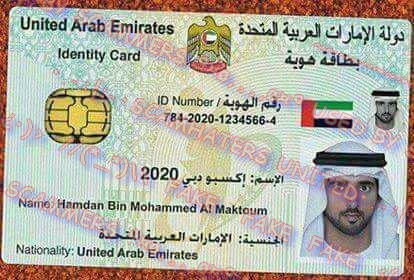 United Arab Emirates دولة الإمارات العربية المتحدة
Identity Card بطاقة هوية
ID Number / رقم الهوية
784-2020-1234566-4
الإسم: إكسبو دبي 2020
Name: Hamdan Bin Mohammed Al Maktoum
الجنسية: الإمارات العربية المتحدة
Nationality: United Arab Emirates
SCAMHATERS UNITED
FAKE FAKE FAKE